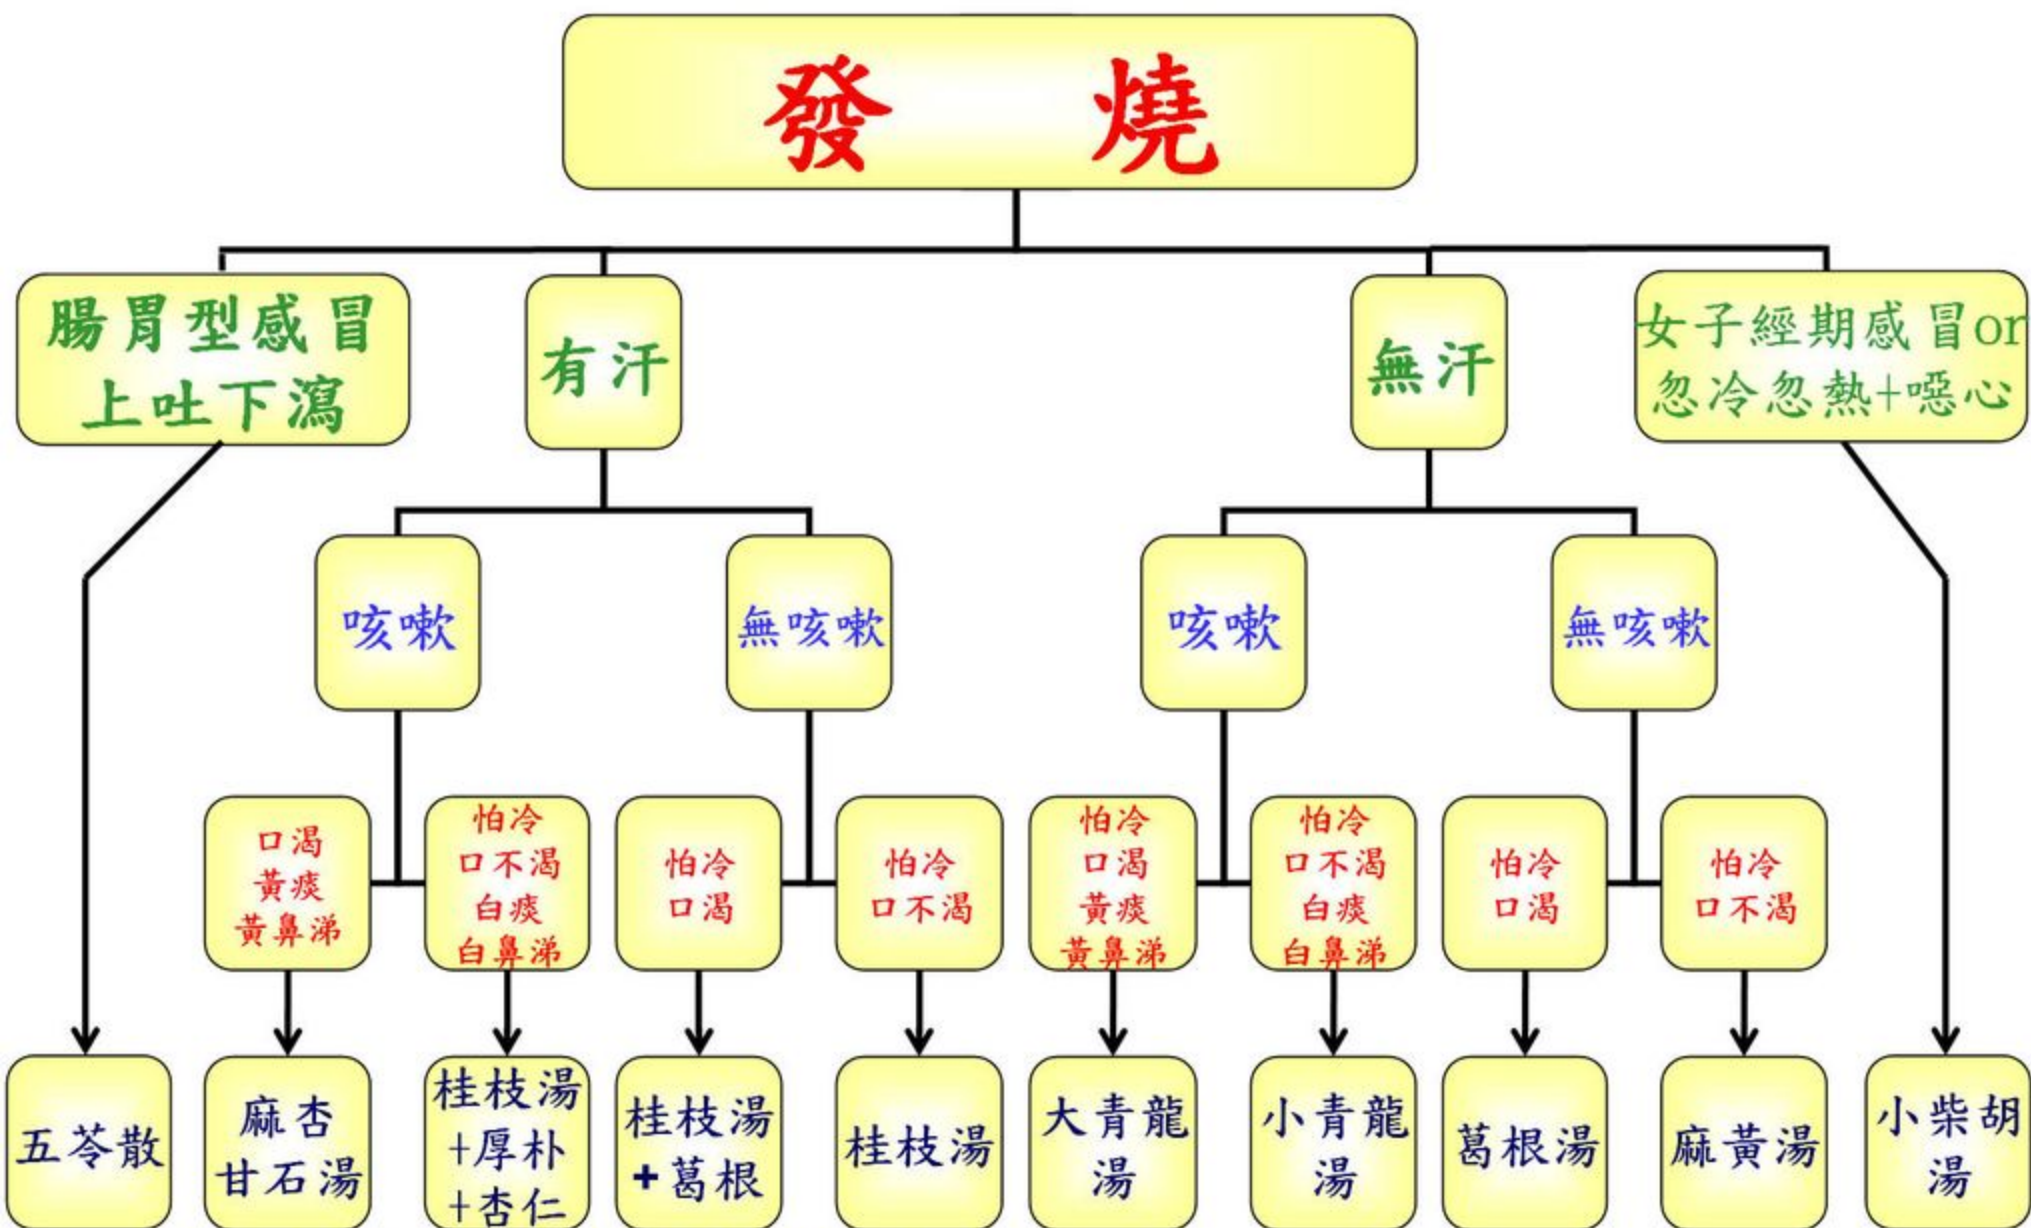 發 燒
腸胃型感冒
上吐下瀉
有汗
無汗
女子經期感冒or
忽冷忽熱+噁心
咳嗽
無咳嗽
咳嗽
無咳嗽
口渴
黃痰
黃鼻涕
怕冷
口不渴
白痰
白鼻涕
怕冷
口渴
怕冷
口不渴
怕冷
口渴
黃痰
黃鼻涕
怕冷
口不渴
白痰
白鼻涕
怕冷
口渴
怕冷
口不渴
五苓散
麻杏
甘石湯
桂枝湯
+厚朴
+杏仁
桂枝湯
+葛根
桂枝湯
大青龍
湯
小青龍
湯
葛根湯
麻黃湯
小柴胡
湯